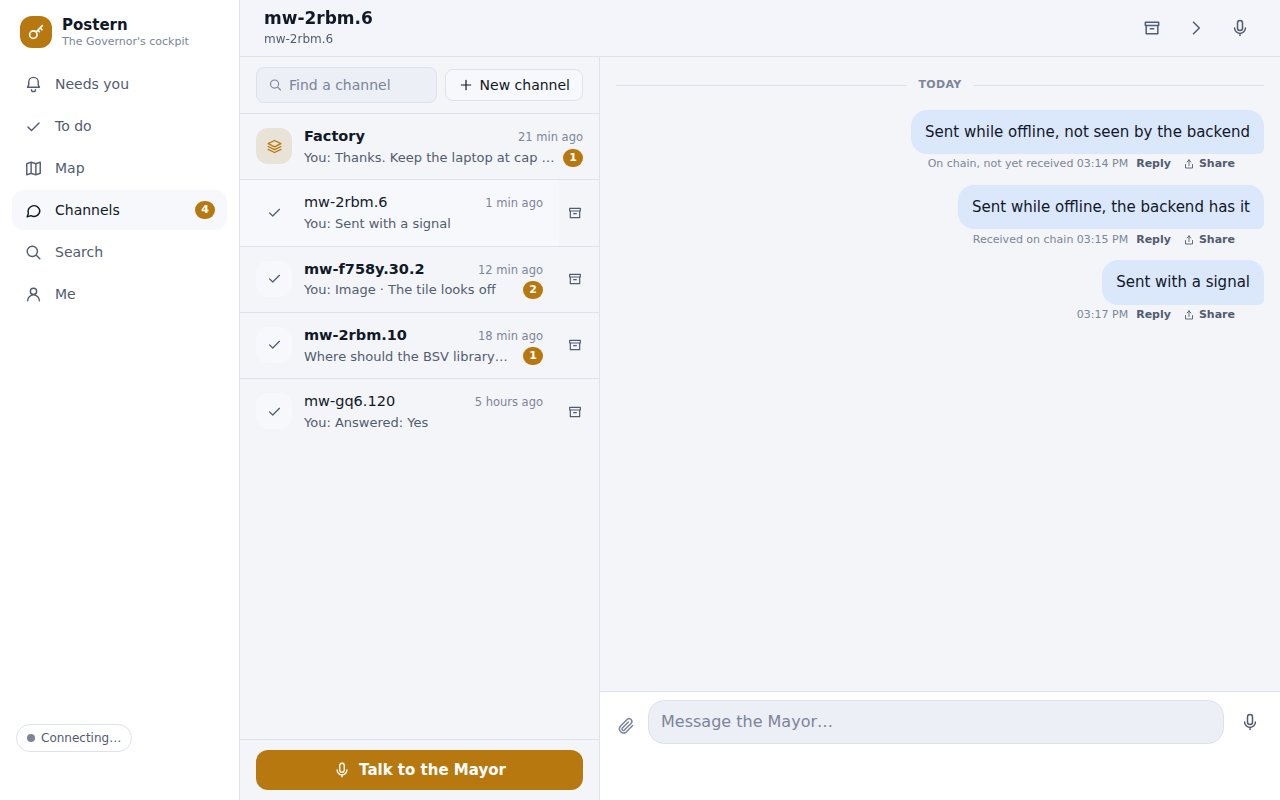 Postern
The Governor's cockpit
Needs you
To do
Map
Channels 4
Search
Me
Connecting…
mw-2rbm.6
mw-2rbm.6
Find a channel
New channel
Factory 21 min ago
You: Thanks. Keep the laptop at cap … 1
mw-2rbm.6 1 min ago
You: Sent with a signal
mw-f758y.30.2 12 min ago
You: Image · The tile looks off 2
mw-2rbm.10 18 min ago
Where should the BSV library… 1
mw-gq6.120 5 hours ago
You: Answered: Yes
Talk to the Mayor
TODAY
Sent while offline, not seen by the backend
On chain, not yet received 03:14 PM Reply Share
Sent while offline, the backend has it
Received on chain 03:15 PM Reply Share
Sent with a signal
03:17 PM Reply Share
Message the Mayor…